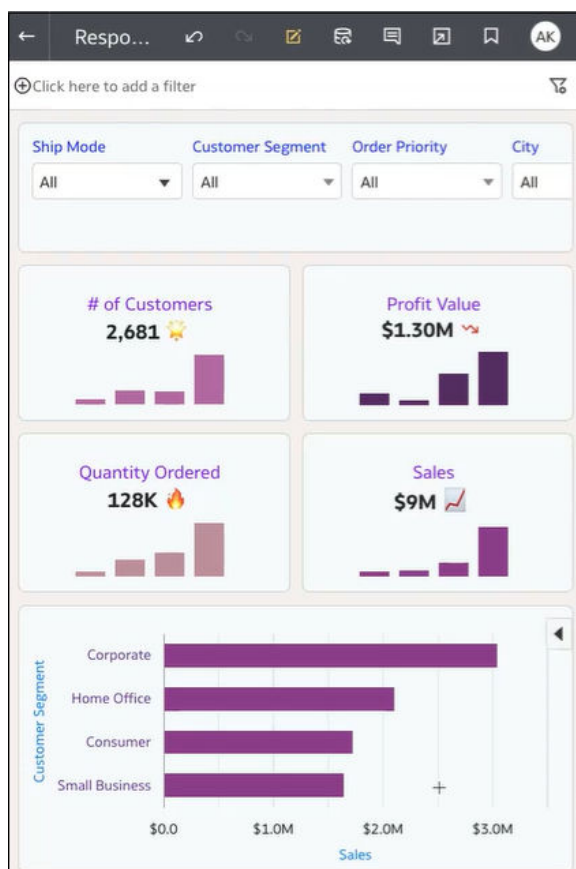 Respo...
AK
Click here to add a filter
Ship Mode
Customer Segment
Order Priority
City
All
All
All
All
# of Customers
2,681
Profit Value
$1.30M
Quantity Ordered
128K
Sales
$9M
Customer Segment
Corporate
Home Office
Consumer
Small Business
$0.0
$1.0M
$2.0M
$3.0M
Sales